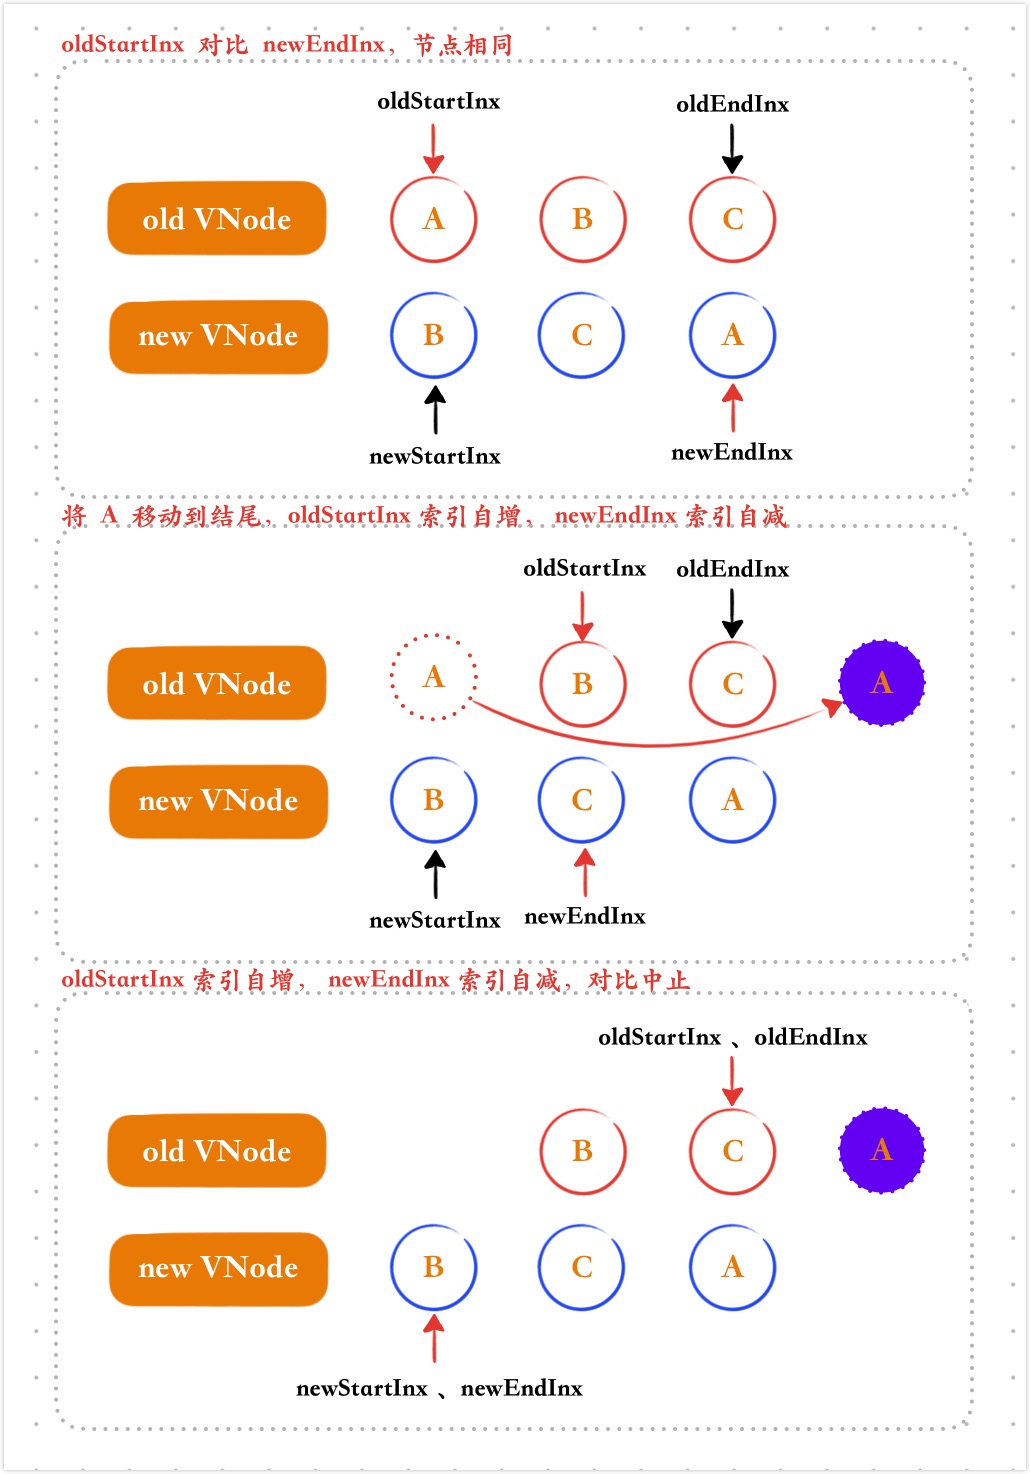 oldStartInx 对比 newEndInx，节点相同
oldStartInx oldEndInx
old VNode A B C
new VNode B C A
newStartInx newEndInx
将 A 移动到结尾，oldStartInx 索引自增， newEndInx 索引自减
oldStartInx oldEndInx
old VNode A B C A
new VNode B C A
newStartInx newEndInx
oldStartInx 索引自增， newEndInx 索引自减，对比中止
oldStartInx 、oldEndInx
old VNode B C A
new VNode B C A
newStartInx 、newEndInx